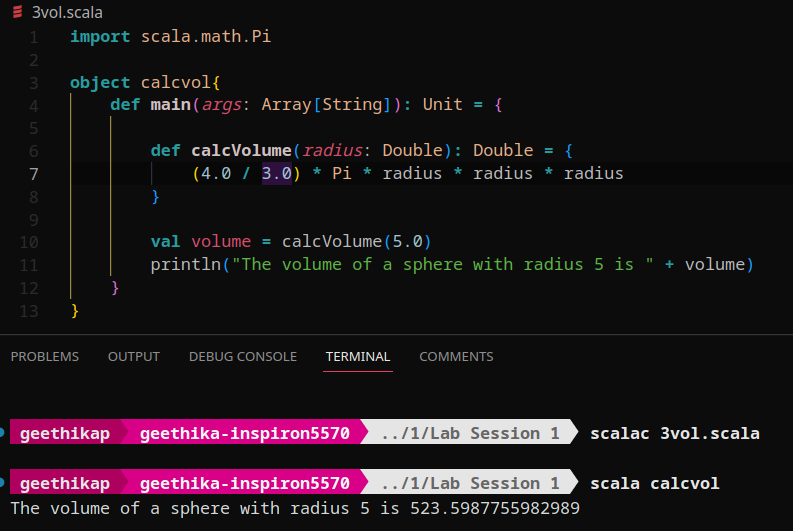 3vol.scala
1 import scala.math.Pi
2
3 object calcvol{
4 def main(args: Array[String]): Unit = {
5
6 def calcVolume(radius: Double): Double = {
7 (4.0 / 3.0) * Pi * radius * radius * radius
8 }
9
10 val volume = calcVolume(5.0)
11 println("The volume of a sphere with radius 5 is " + volume)
12 }
13 }
PROBLEMS OUTPUT DEBUG CONSOLE TERMINAL COMMENTS
geethikap geethika-inspiron5570 ../1/Lab Session 1 scalac 3vol.scala
geethikap geethika-inspiron5570 ../1/Lab Session 1 scala calcvol
The volume of a sphere with radius 5 is 523.5987755982989